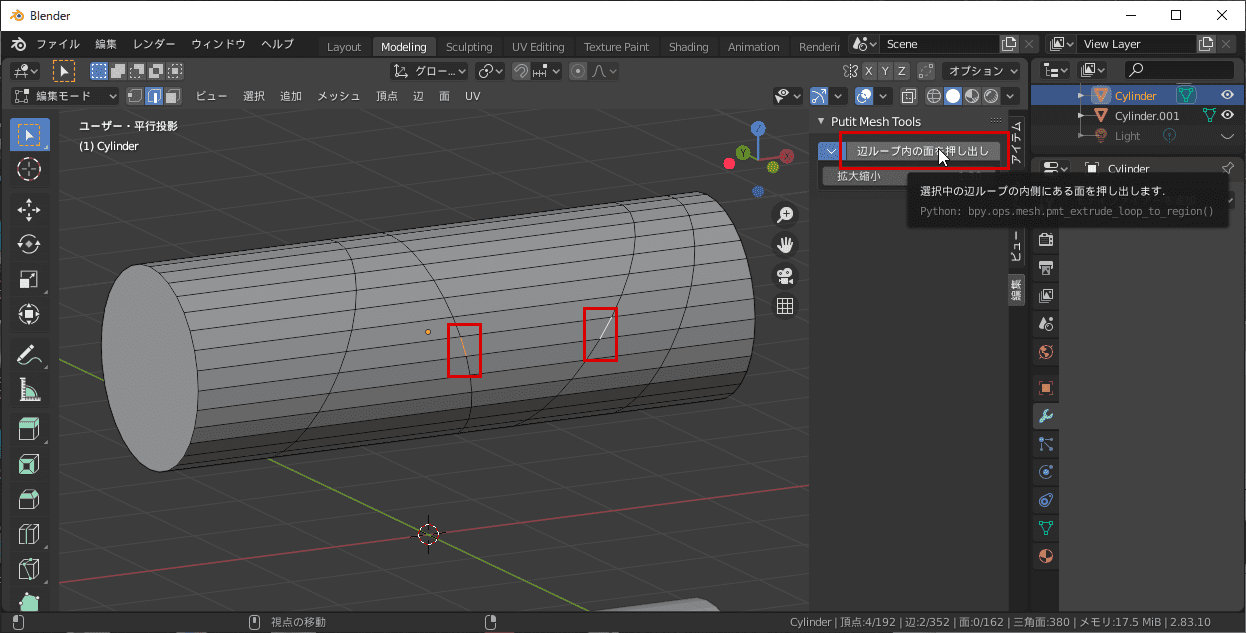 Blender
ファイル 編集 レンダー ウィンドウ ヘルプ Layout Modeling Sculpting UV Editing Texture Paint Shading Animation Renderin Scene View Layer
グロー... X Y Z オプション
編集モード ビュー 選択 追加 メッシュ 頂点 辺 面 UV
Cylinder
Cylinder.001
Light
ユーザー・平行投影
(1) Cylinder
Putit Mesh Tools
辺ループ内の面を押し出し
拡大縮小
アイテム
ビュー
編集
Cylinder
選択中の辺ループの内側にある面を押し出します.
Python: bpy.ops.mesh.pmt_extrude_loop_to_region()
X
Y
視点の移動
Cylinder | 頂点:4/192 | 辺:2/352 | 面:0/162 | 三角面:380 | メモリ:17.5 MiB | 2.83.10